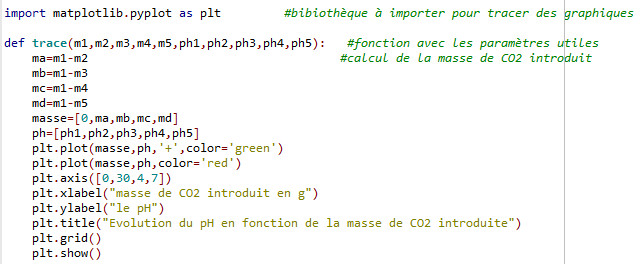 import matplotlib.pyplot as plt #bibiothèque à importer pour tracer des graphiques
def trace(m1,m2,m3,m4,m5,ph1,ph2,ph3,ph4,ph5): #fonction avec les paramètres utiles
ma=m1-m2 #calcul de la masse de CO2 introduit
mb=m1-m3
mc=m1-m4
md=m1-m5
masse=[0,ma,mb,mc,md]
ph=[ph1,ph2,ph3,ph4,ph5]
plt.plot(masse,ph,'+',color='green')
plt.plot(masse,ph,color='red')
plt.axis([0,30,4,7])
plt.xlabel("masse de CO2 introduit en g")
plt.ylabel("le pH")
plt.title("Evolution du pH en fonction de la masse de CO2 introduite")
plt.grid()
plt.show()